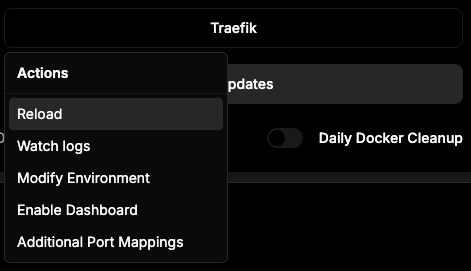 Traefik
Actions
pdates
Reload
Watch logs
Daily Docker Cleanup
Modify Environment
Enable Dashboard
Additional Port Mappings